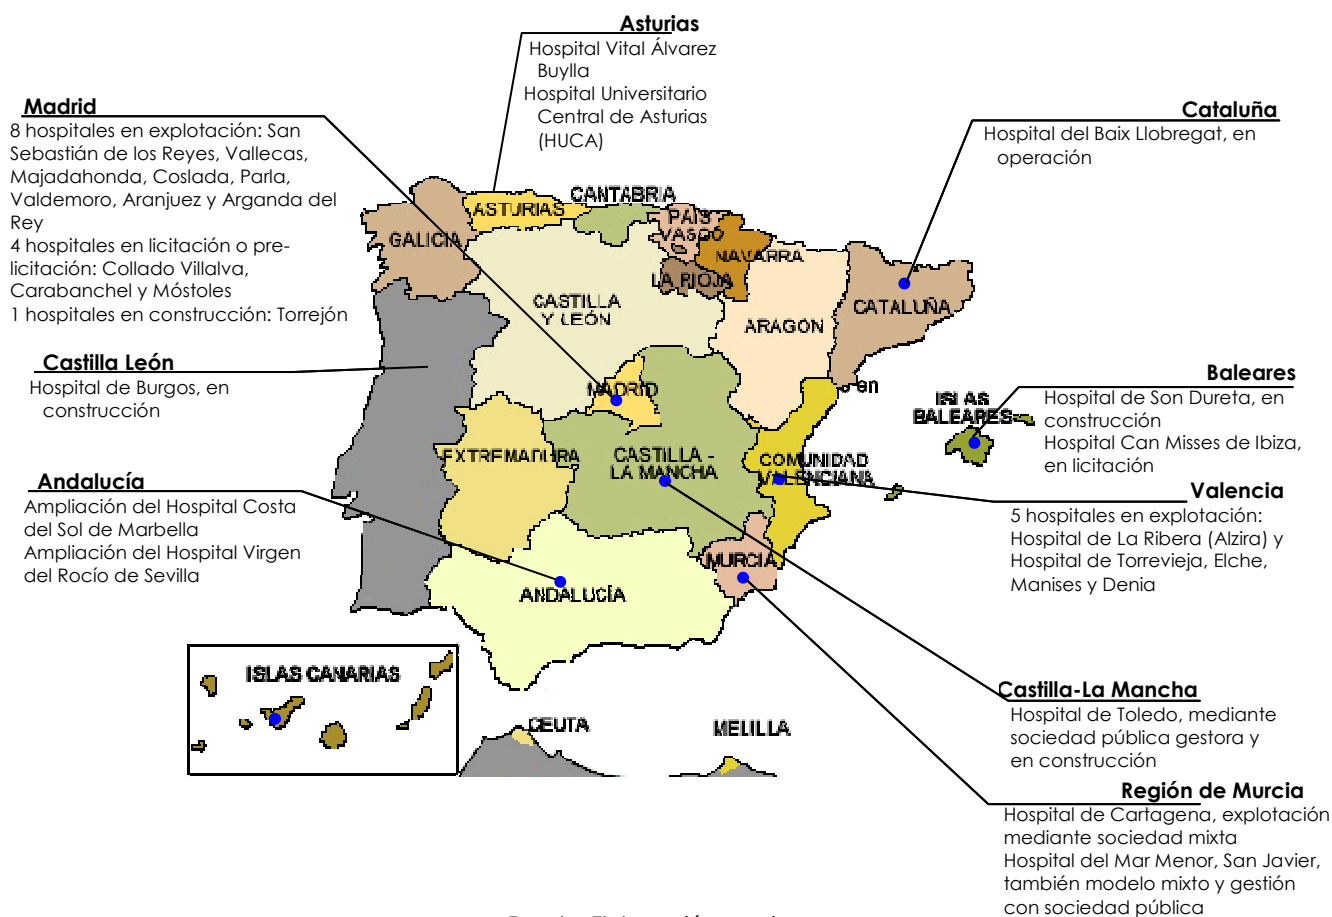 Asturias
Hospital Vital Álvarez
Buylla
Hospital Universitario
Central de Asturias
(HUCA)
Madrid
8 hospitales en explotación: San
Sebastián de los Reyes, Vallecas,
Majadahonda, Coslada, Parla,
Valdemoro, Aranjuez y Arganda del
Rey
4 hospitales en licitación o pre-
licitación: Collado Villalva,
Carabanchel y Móstoles
1 hospitales en construcción: Torrejón
Cataluña
Hospital del Baix Llobregat, en
operación
Castilla León
Hospital de Burgos, en
construcción
Baleares
Hospital de Son Dureta, en
construcción
Hospital Can Misses de Ibiza,
en licitación
Andalucía
Ampliación del Hospital Costa
del Sol de Marbella
Ampliación del Hospital Virgen
del Rocío de Sevilla
Valencia
5 hospitales en explotación:
Hospital de La Ribera (Alzira) y
Hospital de Torrevieja, Elche,
Manises y Denia
Castilla-La Mancha
Hospital de Toledo, mediante
sociedad pública gestora y
en construcción
Región de Murcia
Hospital de Cartagena, explotación
mediante sociedad mixta
Hospital del Mar Menor, San Javier,
también modelo mixto y gestión
con sociedad pública
CANTABRIA
ASTURIAS
GALICIA
PAIS
VASCO
NAVARRA
LA RIOJA
CASTILLA
Y LEÓN
ARAGON
CATALUÑA
MADRID
en
ISLAS
BALEARES
EXTREMADURA
CASTILLA -
LA MANCHA
COMUNIDAD
VALENCIANA
MURCIA
ANDALUCÍA
ISLAS CANARIAS
CEUTA
MELILLA